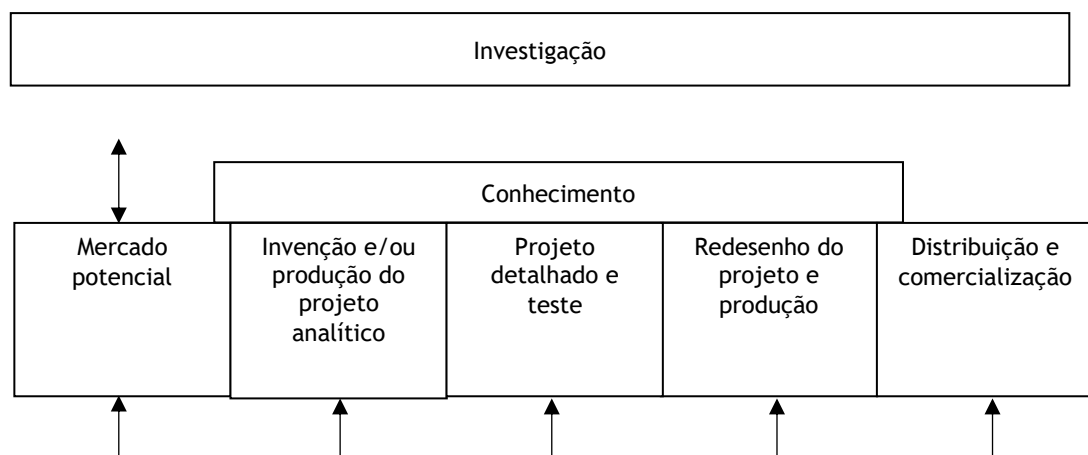 Investigação
Conhecimento
Mercado
potencial
Invenção e/ou
produção do
projeto
analítico
Projeto
detalhado e
teste
Redesenho do
projeto e
produção
Distribuição e
comercialização